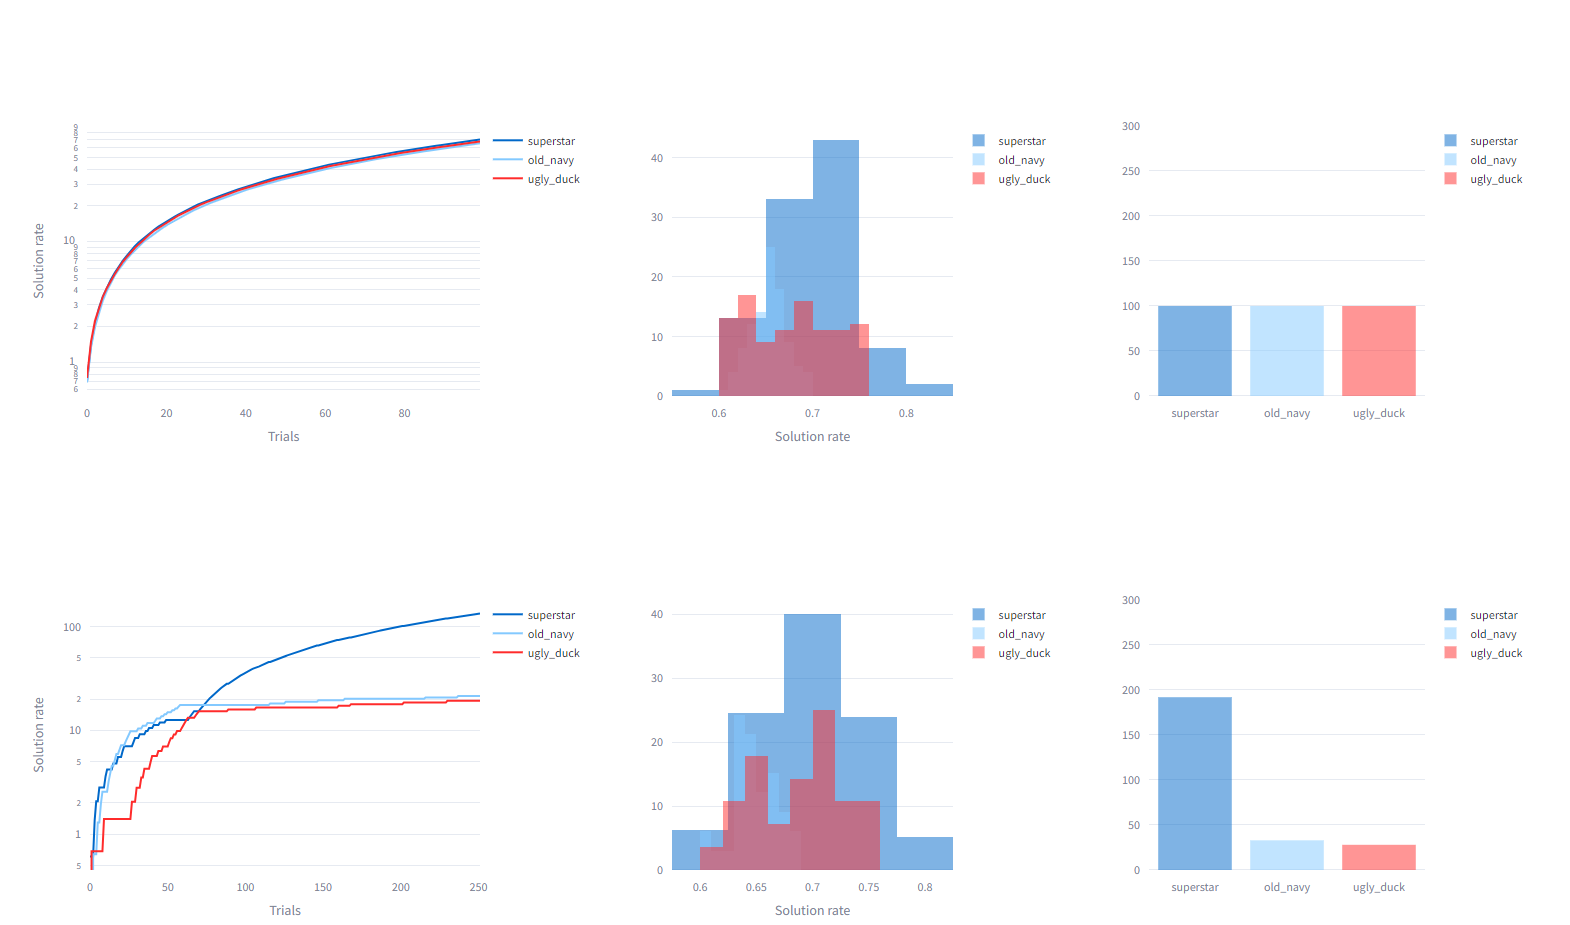 9
8
7
6
5
4
3
2
10
9
8
7
6
5
4
3
2
1
9
8
7
6
Solution rate
0 20 40 60 80
Trials
superstar
old_navy
ugly_duck
40
30
20
10
0
0.6 0.7 0.8
Solution rate
superstar
old_navy
ugly_duck
300
250
200
150
100
50
0
superstar old_navy ugly_duck
superstar
old_navy
ugly_duck
100
5
2
10
5
2
1
5
Solution rate
0 50 100 150 200 250
Trials
superstar
old_navy
ugly_duck
40
30
20
10
0
0.6 0.65 0.7 0.75 0.8
Solution rate
superstar
old_navy
ugly_duck
300
250
200
150
100
50
0
superstar old_navy ugly_duck
superstar
old_navy
ugly_duck